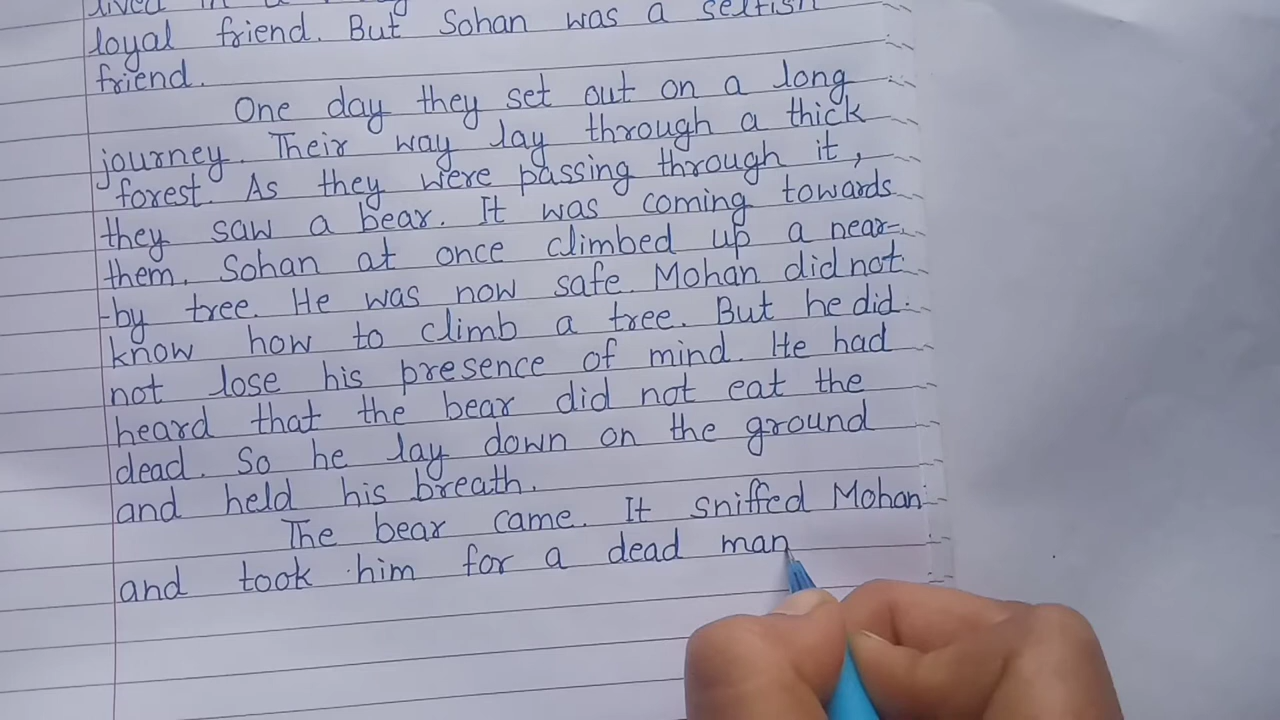 lived in a
loyal friend. But Sohan was a selfish
friend.
One day they set out on a long
journey. Their way lay through a thick
forest. As they were passing through it,
they saw a bear. It was coming towards
them. Sohan at once climbed up a near-
-by tree. He was now safe. Mohan did not
know how to climb a tree. But he did
not lose his presence of mind. He had
heard that the bear did not eat the
dead. So he lay down on the ground
and held his breath.
The bear came. It sniffed Mohan
and took him for a dead man